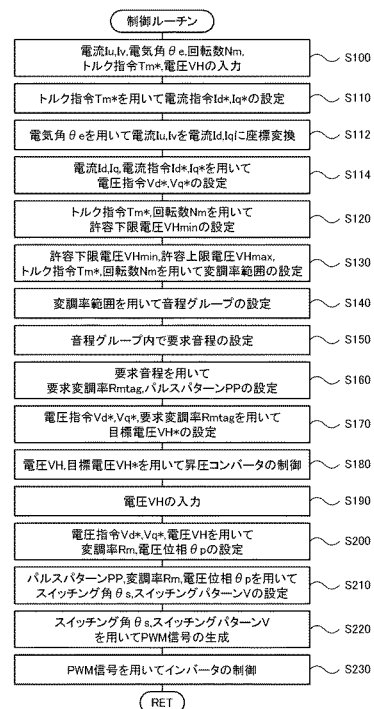 制御ルーチン
電流Iu,Iv,電気角θe,回転数Nm,
トルク指令Tm*,電圧VHの入力
S100
トルク指令Tm*を用いて電流指令Id*,Iq*の設定
S110
電気角θeを用いて電流Iu,Ivを電流Id,Iqに座標変換
S112
電流Id,Iq,電流指令Id*,Iq*を用いて
電圧指令Vd*,Vq*の設定
S114
トルク指令Tm*,回転数Nmを用いて
許容下限電圧VHminの設定
S120
許容下限電圧VHmin,許容上限電圧VHmax,
トルク指令Tm*,回転数Nmを用いて変調率範囲の設定
S130
変調率範囲を用いて音程グループの設定
S140
音程グループ内で要求音程の設定
S150
要求音程を用いて
要求変調率Rmtag,パルスパターンPPの設定
S160
電圧指令Vd*,Vq*,要求変調率Rmtagを用いて
目標電圧VH*の設定
S170
電圧VH,目標電圧VH*を用いて昇圧コンバータの制御
S180
電圧VHの入力
S190
電圧指令Vd*,Vq*,電圧VHを用いて
変調率Rm,電圧位相θpの設定
S200
パルスパターンPP,変調率Rm,電圧位相θpを用いて
スイッチング角θs,スイッチングパターンVの設定
S210
スイッチング角θs,スイッチングパターンV
を用いてPWM信号の生成
S220
PWM信号を用いてインバータの制御
S230
RET